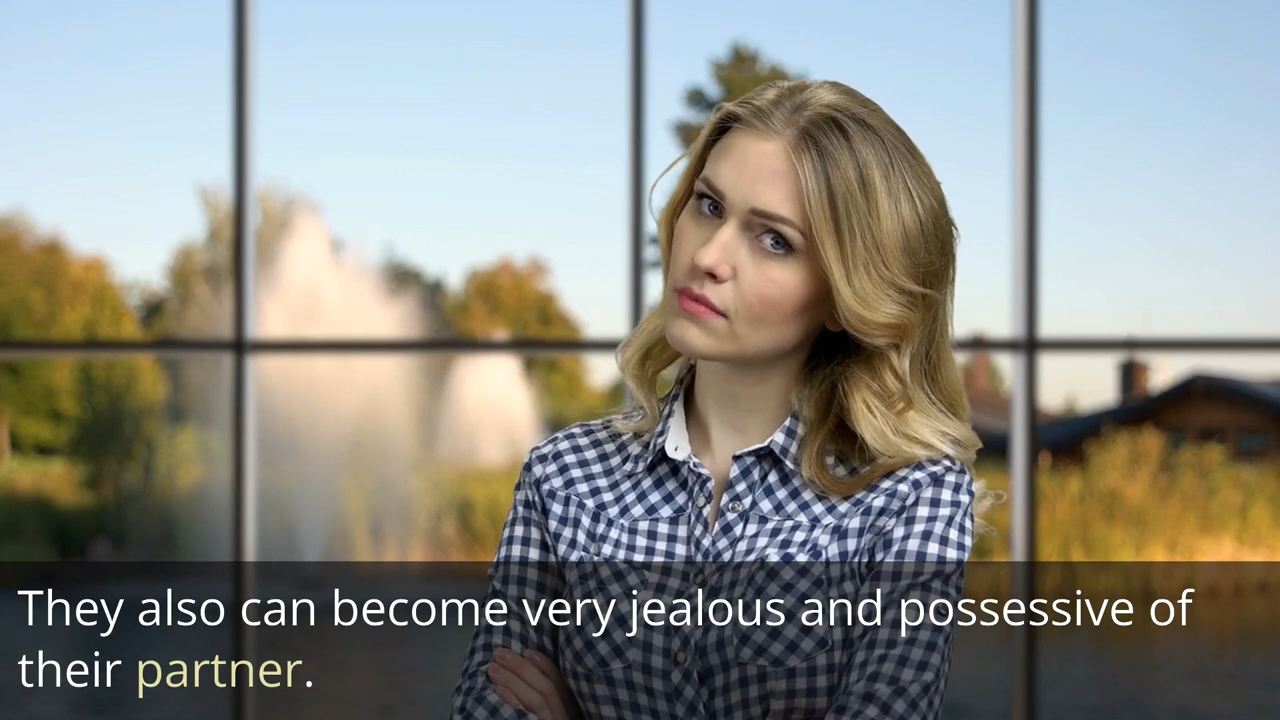 They also can become very jealous and possessive of
their partner.